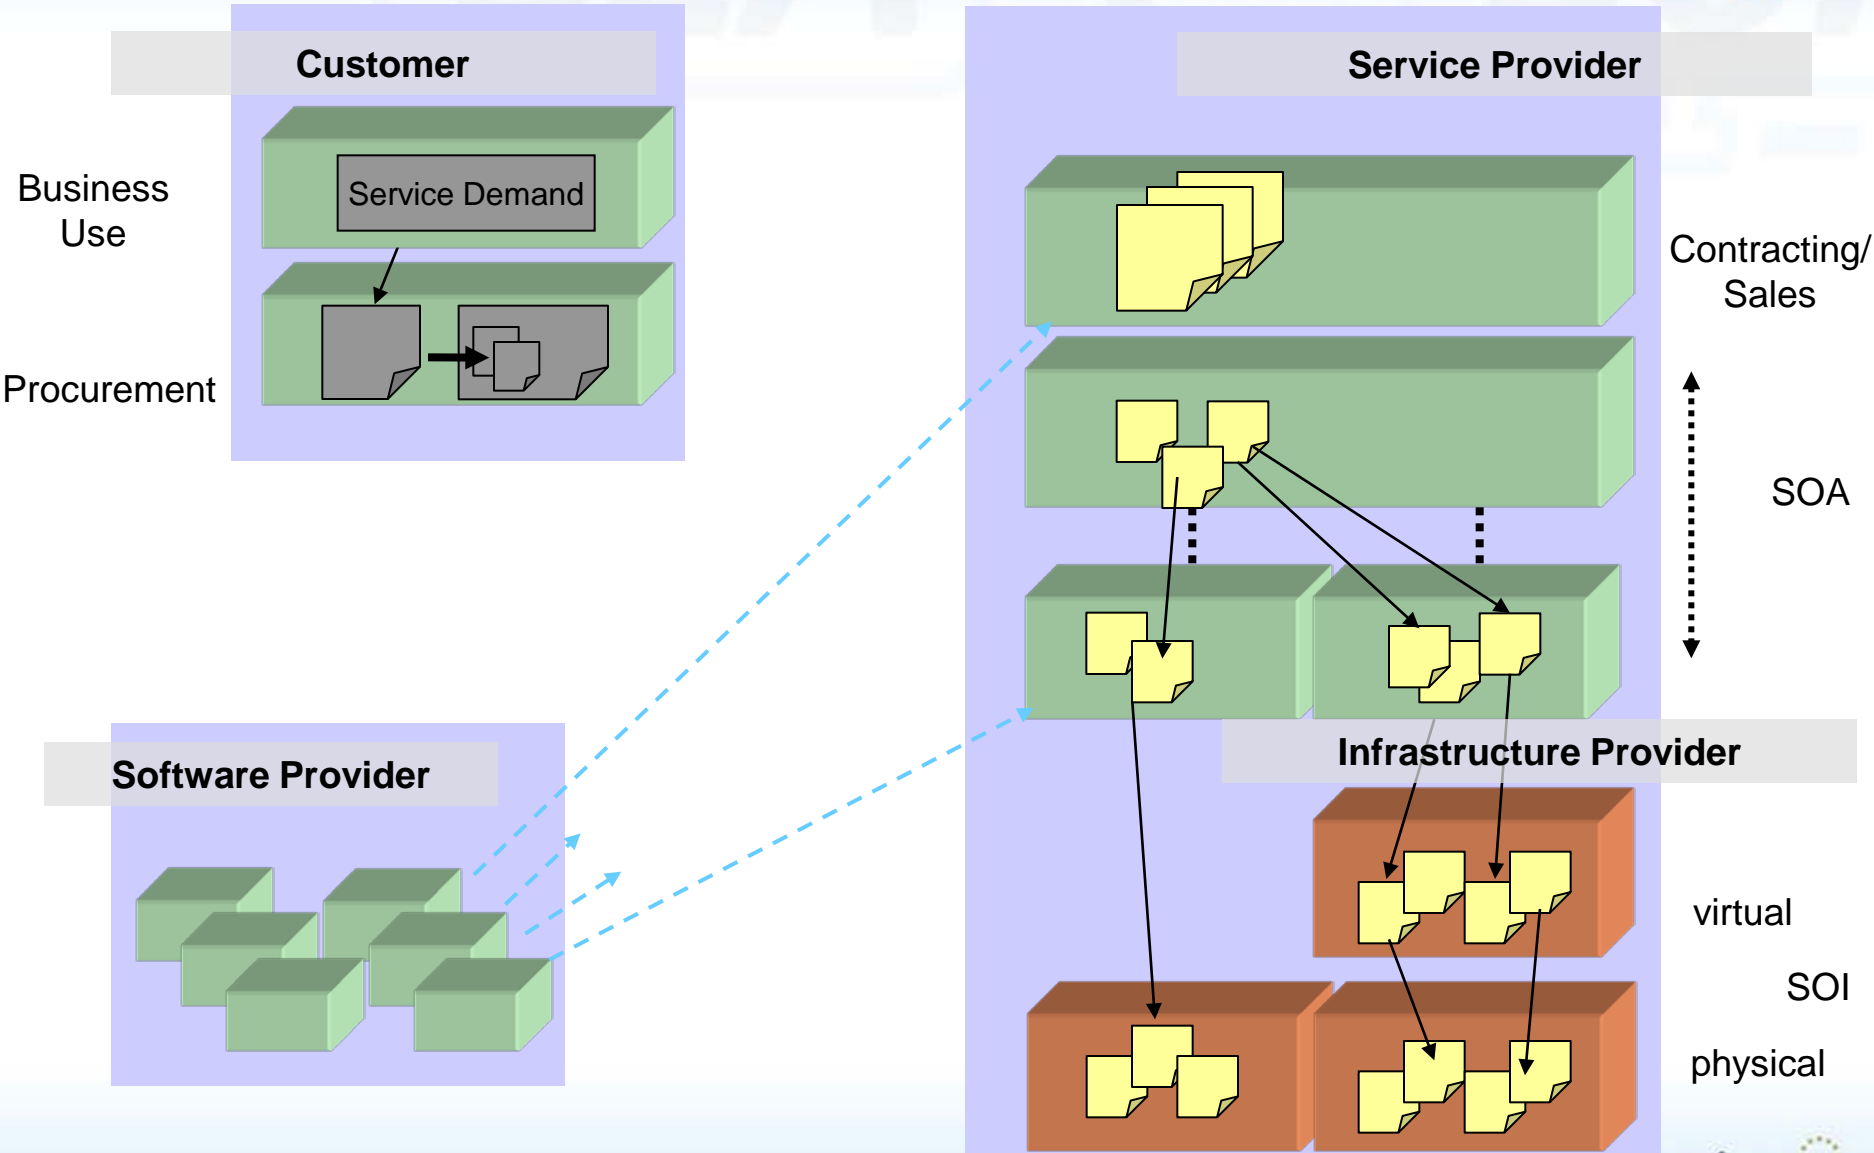 Customer
Service Provider
Business
Use
Service Demand
Contracting/
Sales
Procurement
SOA
Software Provider
Infrastructure Provider
virtual
SOI
physical